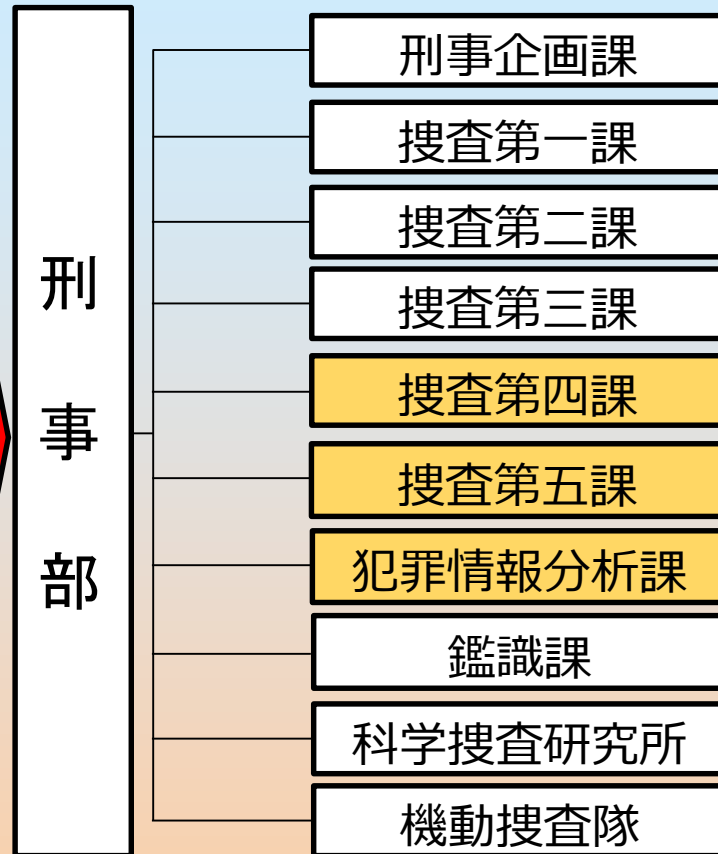 刑事部
刑事企画課
捜査第一課
捜査第二課
捜査第三課
捜査第四課
捜査第五課
犯罪情報分析課
鑑識課
科学捜査研究所
機動捜査隊